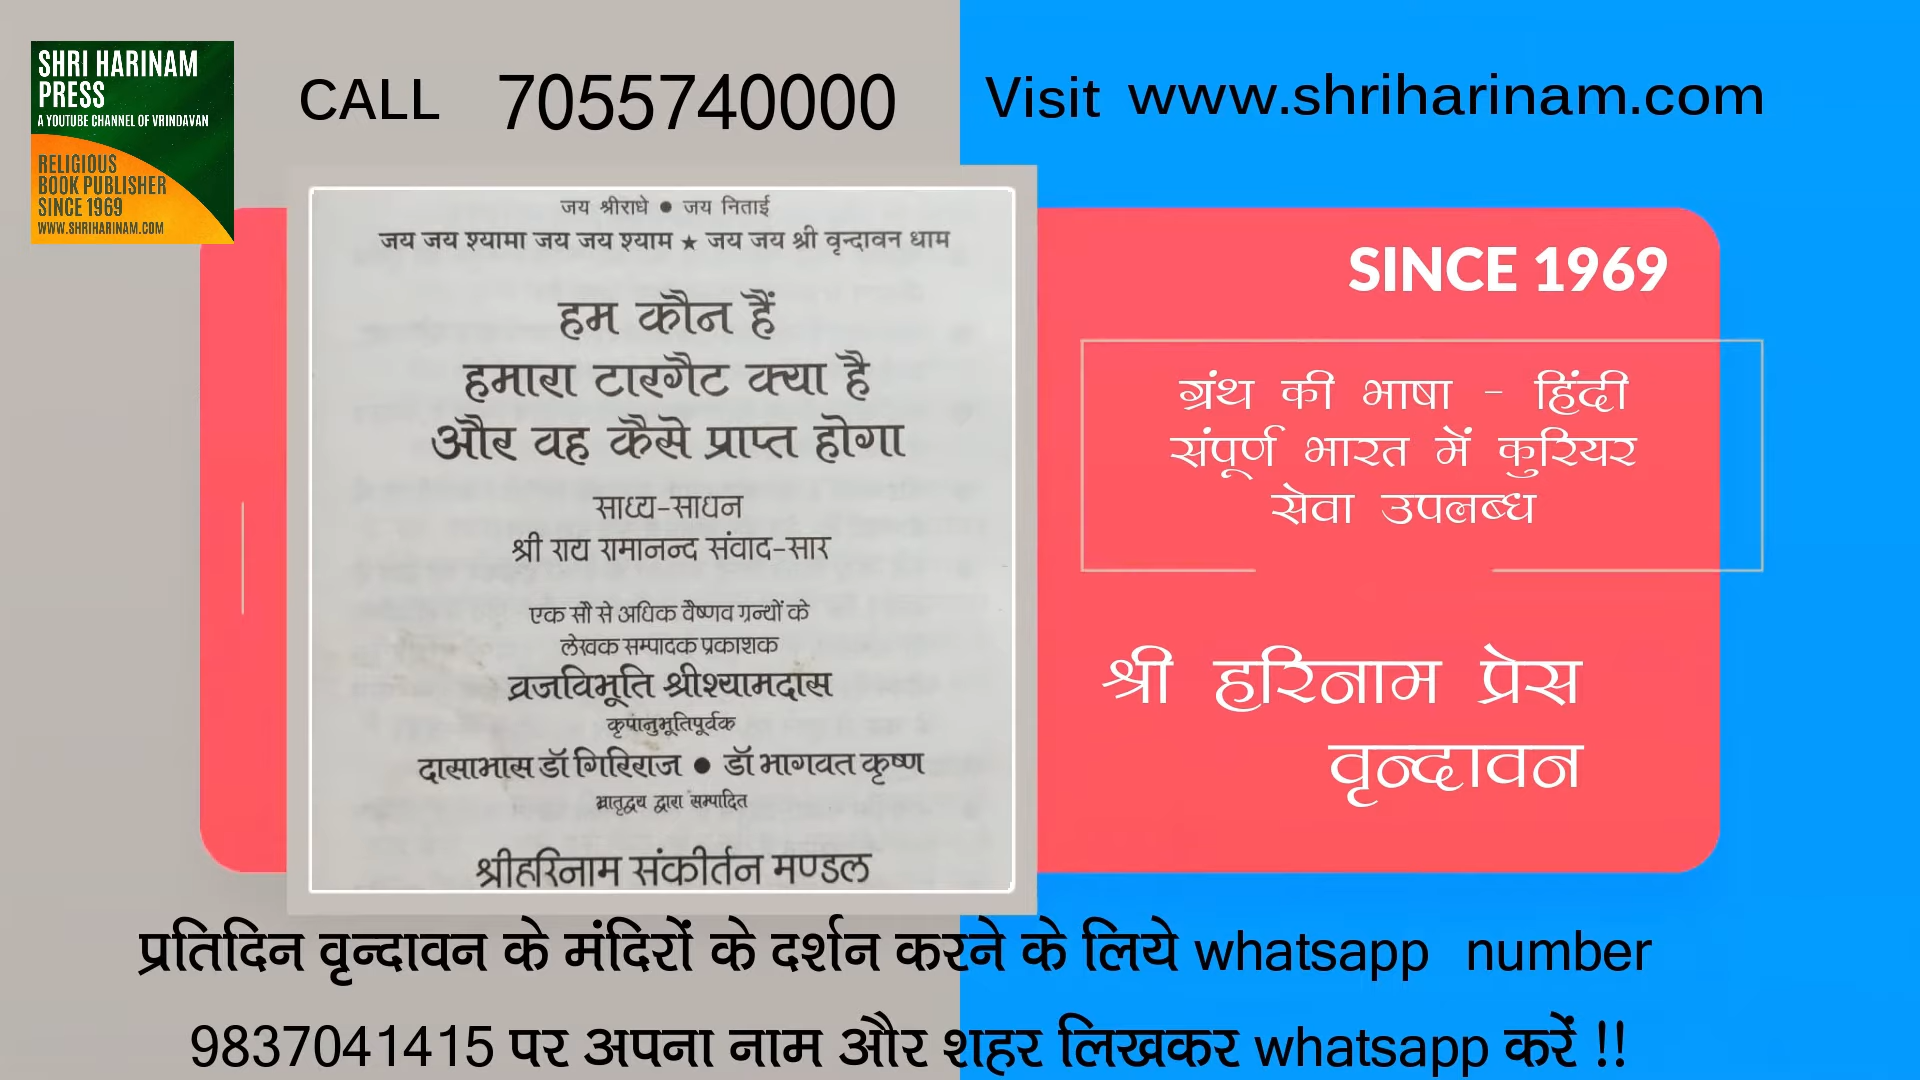 SHRI HARINAM
PRESS
A YOUTUBE CHANNEL OF VRINDAVAN
RELIGIOUS
BOOK PUBLISHER
SINCE 1969
WWW.SHRIHARINAM.COM
CALL 7055740000
Visit www.shriharinam.com
जय श्रीराधे ● जय निताई
जय जय श्यामा जय जय श्याम ★ जय जय श्री वृन्दावन धाम
हम कौन हैं
हमारा टारगैट क्या है
और वह कैसे प्राप्त होगा
साध्य-साधन
श्री राय रामानन्द संवाद-सार
एक सौ से अधिक वैष्णव ग्रन्थों के
लेखक सम्पादक प्रकाशक
व्रजविभूति श्रीश्यामदास
कृपानुभूतिपूर्वक
दासाभास डॉ गिरिराज ● डॉ भागवत कृष्ण
भ्रातृद्वय द्वारा सम्पादित
श्रीहरिनाम संकीर्तन मण्डल
SINCE 1969
ग्रंथ की भाषा - हिंदी
संपूर्ण भारत में कुरियर
सेवा उपलब्ध
श्री हरिनाम प्रेस
वृन्दावन
प्रतिदिन वृन्दावन के मंदिरों के दर्शन करने के लिये whatsapp number
9837041415 पर अपना नाम और शहर लिखकर whatsapp करें !!